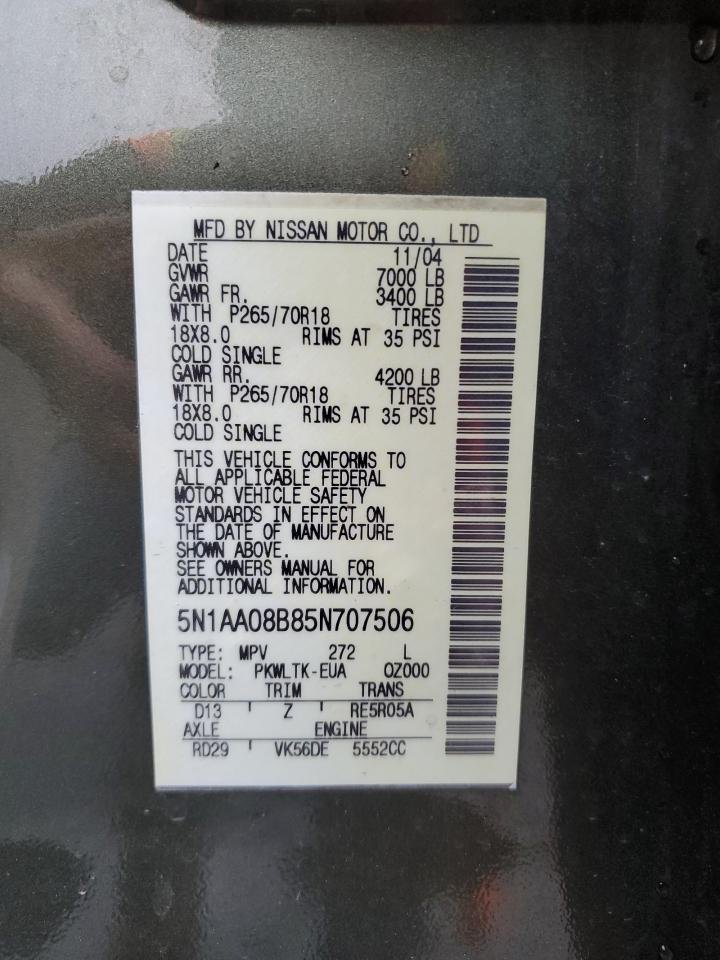 MFD BY NISSAN MOTOR CO., LTD
DATE 11/04
GVWR 7000 LB
GAWR FR. 3400 LB
WITH P265/70R18 TIRES
18X8.0 RIMS AT 35 PSI
COLD SINGLE
GAWR RR. 4200 LB
WITH P265/70R18 TIRES
18X8.0 RIMS AT 35 PSI
COLD SINGLE
THIS VEHICLE CONFORMS TO
ALL APPLICABLE FEDERAL
MOTOR VEHICLE SAFETY
STANDARDS IN EFFECT ON
THE DATE OF MANUFACTURE
SHOWN ABOVE.
SEE OWNERS MANUAL FOR
ADDITIONAL INFORMATION.
5N1AA08B85N707506
TYPE: MPV 272 L
MODEL: PKWLTK-EUA QZ000
COLOR TRIM TRANS
D13 ' Z ' RE5R05A
AXLE ENGINE
RD29 ' VK56DE 5552CC